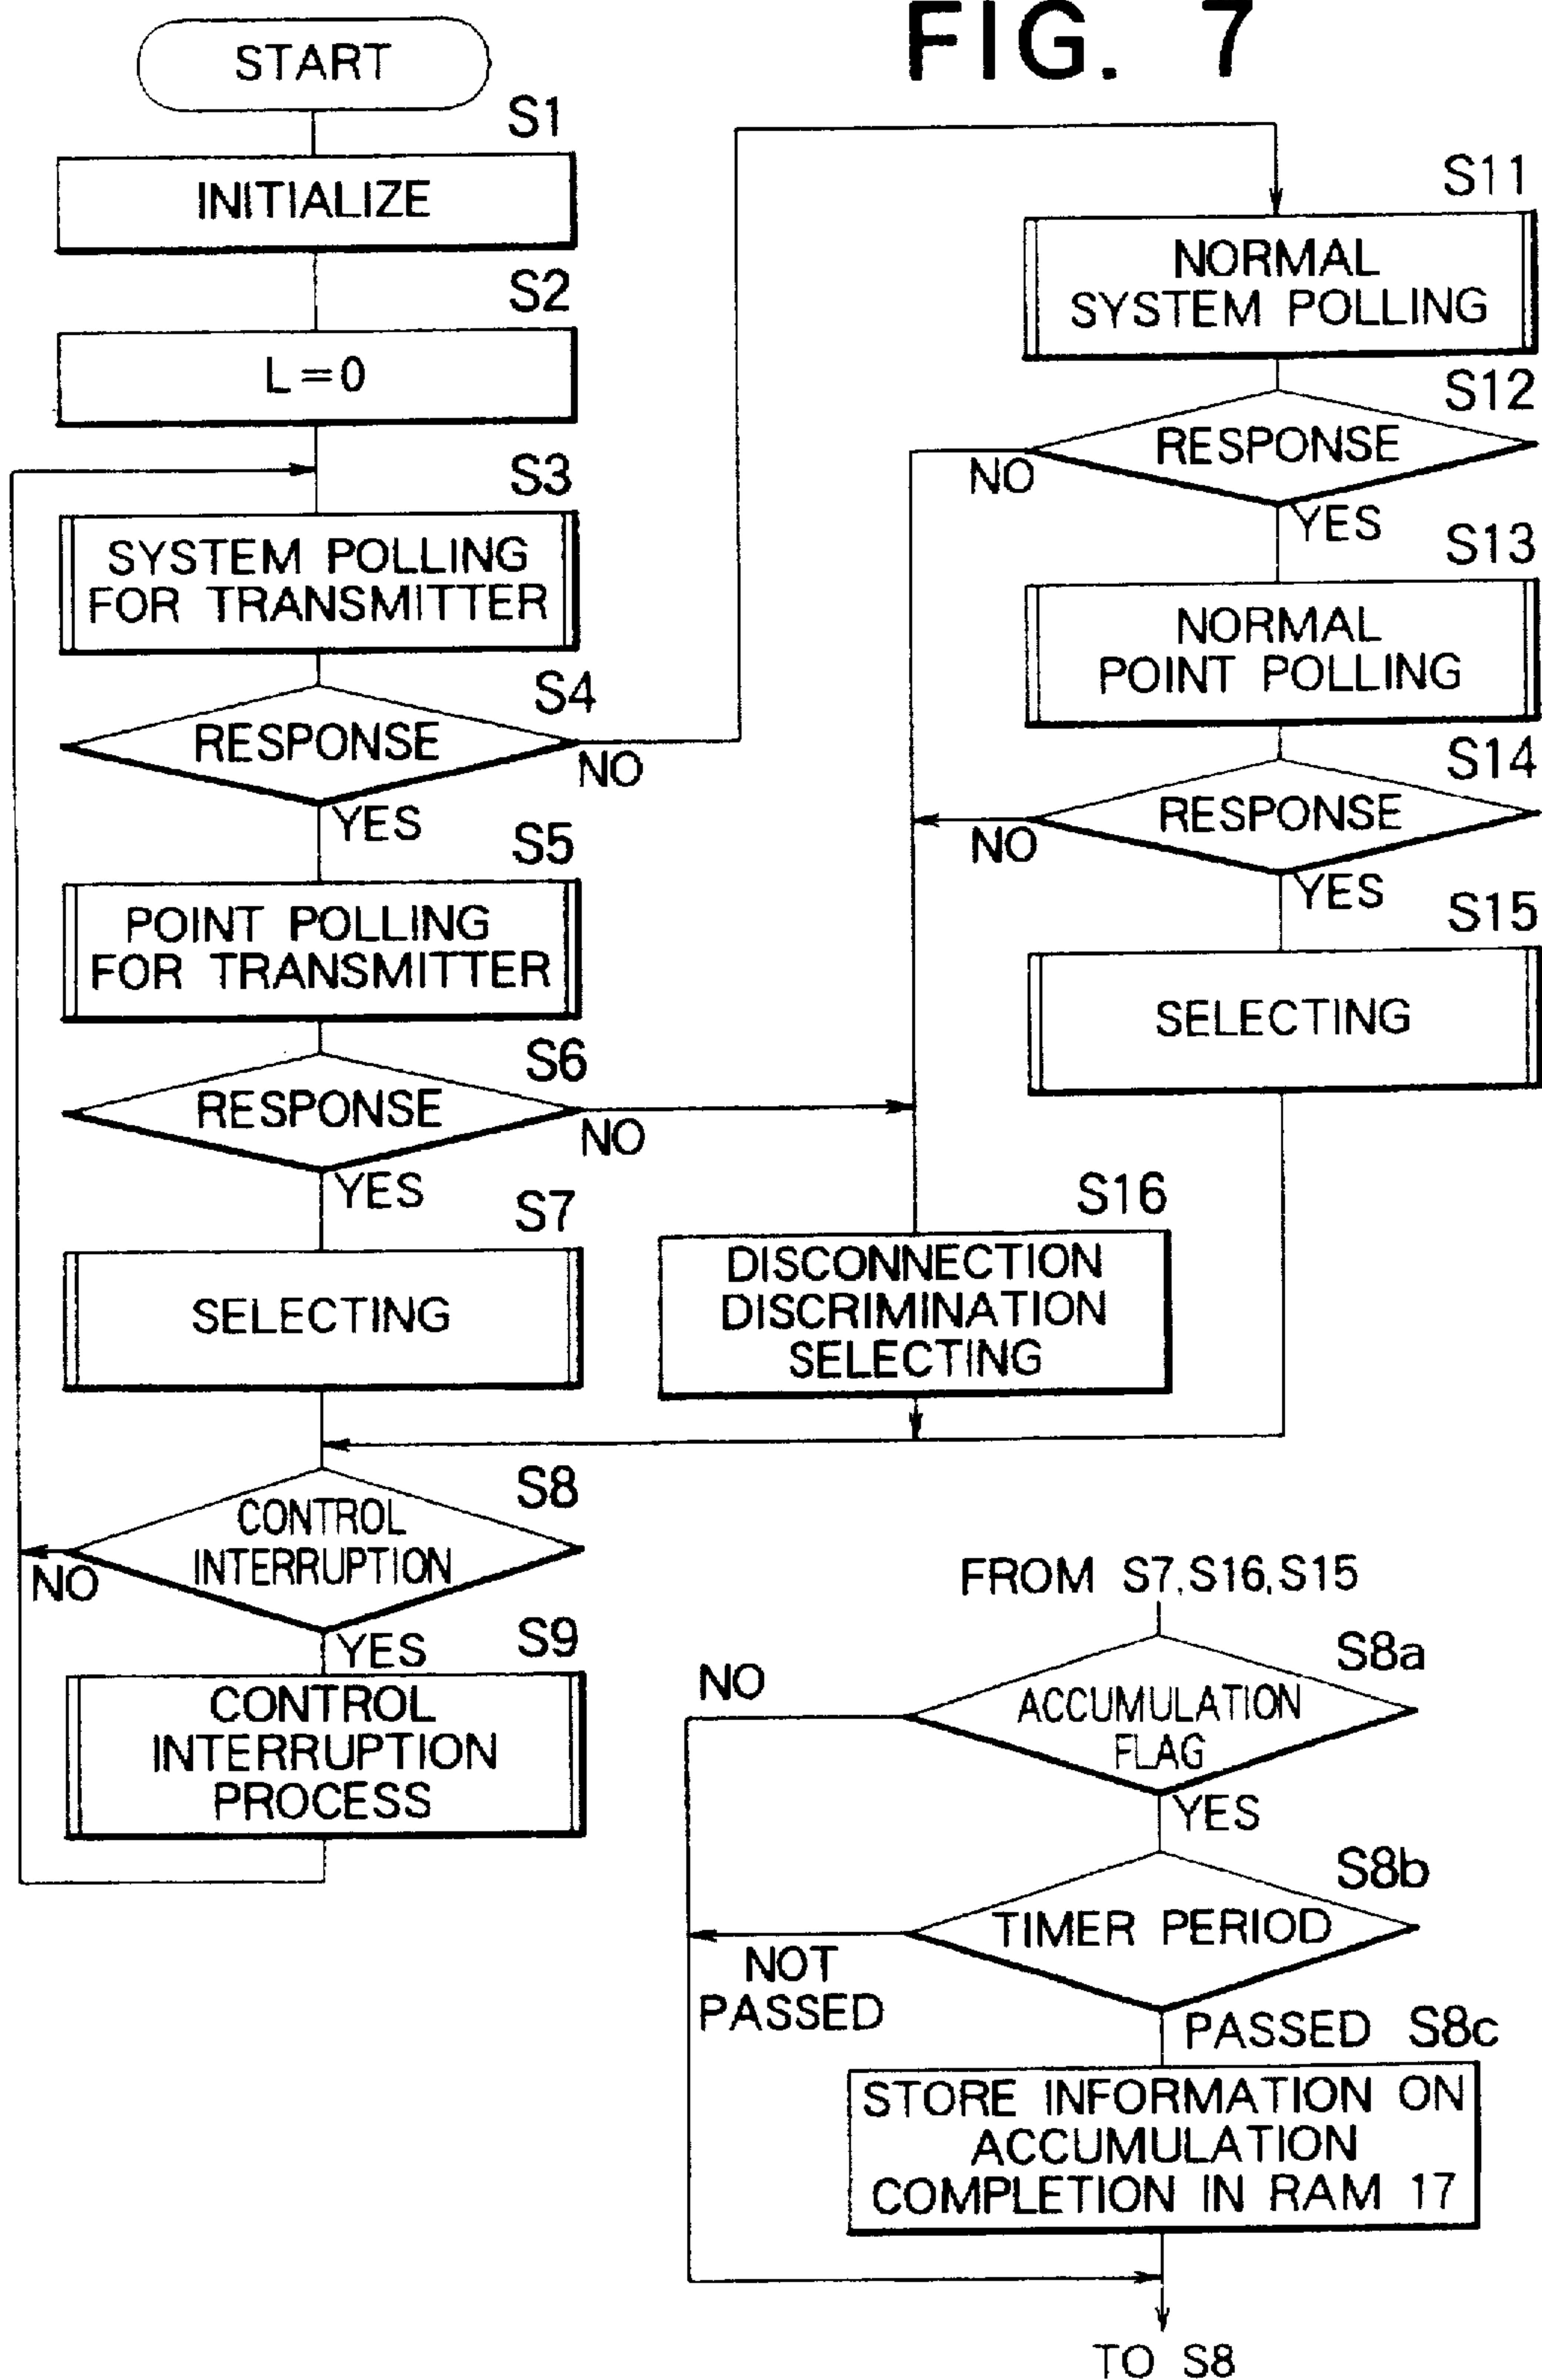 FIG. 7
START
S1
INITIALIZE
S2
L=0
S3
SYSTEM POLLING
FOR TRANSMITTER
S4
RESPONSE
NO
YES
S5
POINT POLLING
FOR TRANSMITTER
S6
RESPONSE
NO
YES
S7
SELECTING
S8
CONTROL
INTERRUPTION
NO
YES
S9
CONTROL
INTERRUPTION
PROCESS
S11
NORMAL
SYSTEM POLLING
S12
RESPONSE
NO
YES
S13
NORMAL
POINT POLLING
S14
RESPONSE
NO
YES
S15
SELECTING
S16
DISCONNECTION
DISCRIMINATION
SELECTING
FROM S7,S16,S15
S8a
NO
ACCUMULATION
FLAG
YES
S8b
TIMER PERIOD
NOT
PASSED
PASSED
S8c
STORE INFORMATION ON
ACCUMULATION
COMPLETION IN RAM 17
TO S8